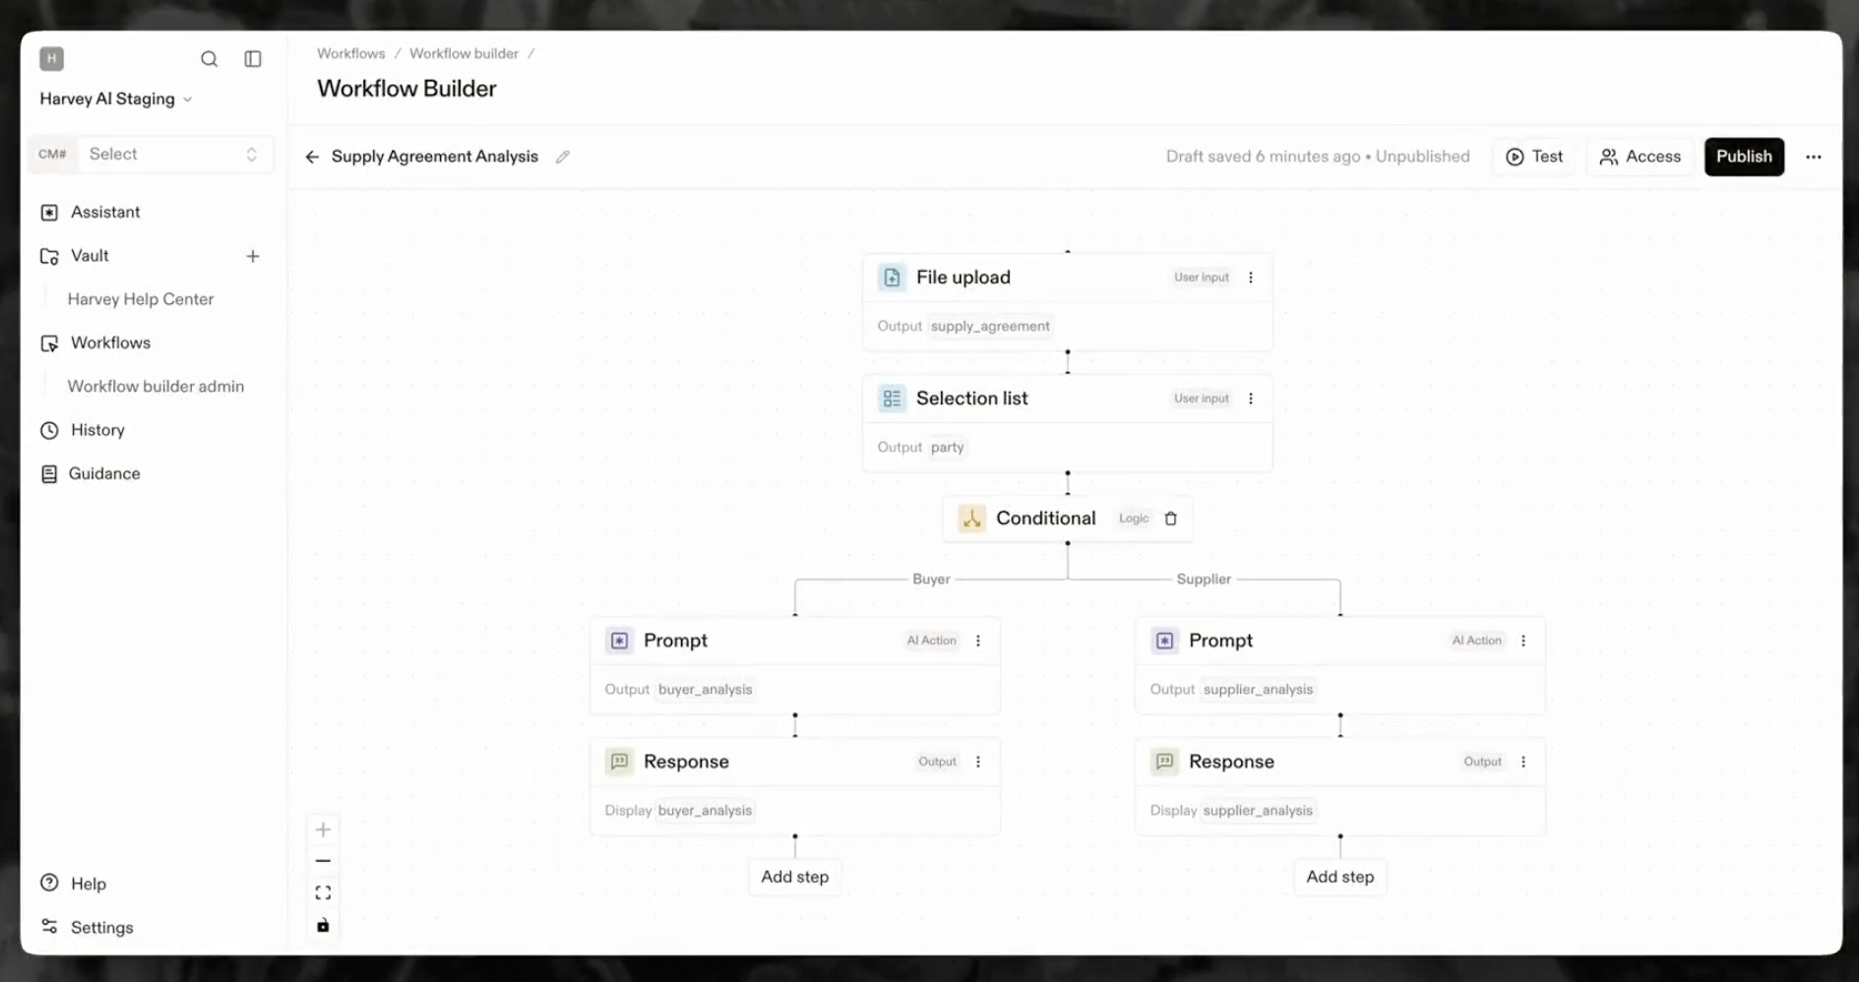 H
Harvey AI Staging
CM# Select
Assistant
Vault
Harvey Help Center
Workflows
Workflow builder admin
History
Guidance
Help
Settings
Workflows / Workflow builder /
Workflow Builder
Supply Agreement Analysis
Draft saved 6 minutes ago • Unpublished
Test
Access
Publish
File upload User input
Output supply_agreement
Selection list User input
Output party
Conditional Logic
Buyer
Supplier
Prompt AI Action
Output buyer_analysis
Response Output
Display buyer_analysis
Add step
Prompt AI Action
Output supplier_analysis
Response Output
Display supplier_analysis
Add step